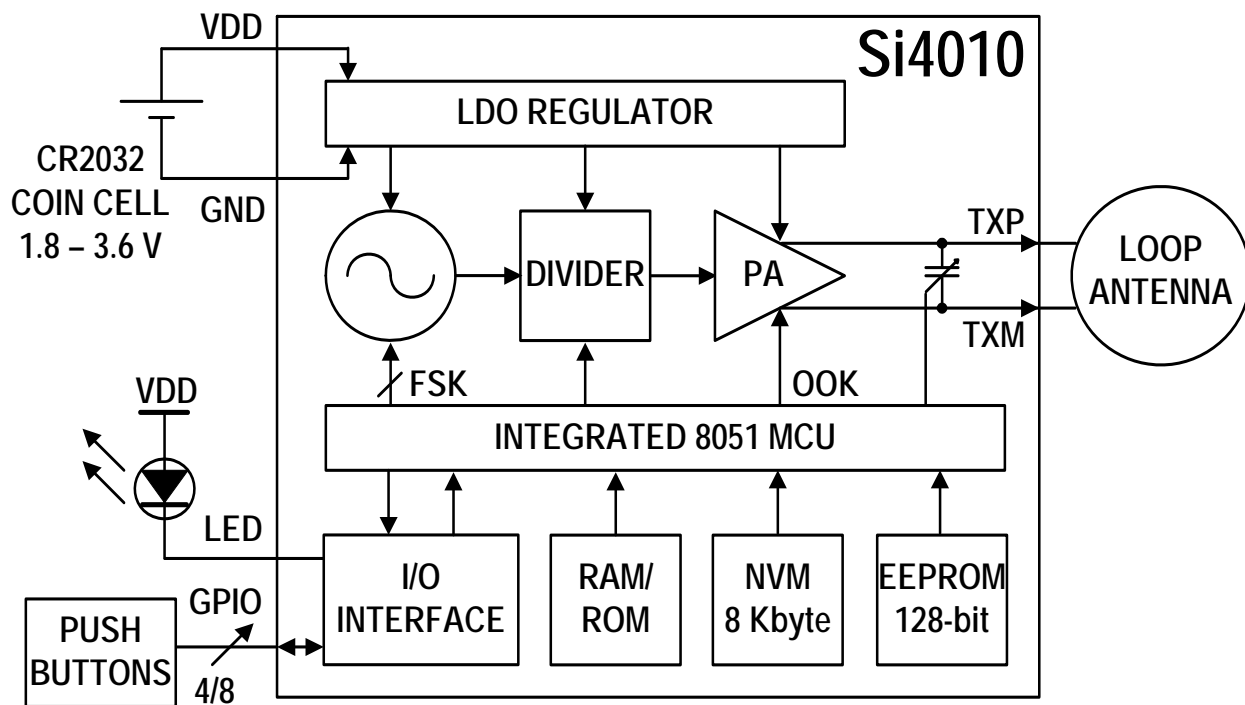 VDD
Si4010
LDO REGULATOR
CR2032
COIN CELL
1.8 – 3.6 V
GND
TXP
LOOP
ANTENNA
DIVIDER
PA
TXM
FSK
OOK
VDD
INTEGRATED 8051 MCU
LED
I/O
INTERFACE
RAM/
ROM
NVM
8 Kbyte
EEPROM
128-bit
GPIO
PUSH
BUTTONS
4/8